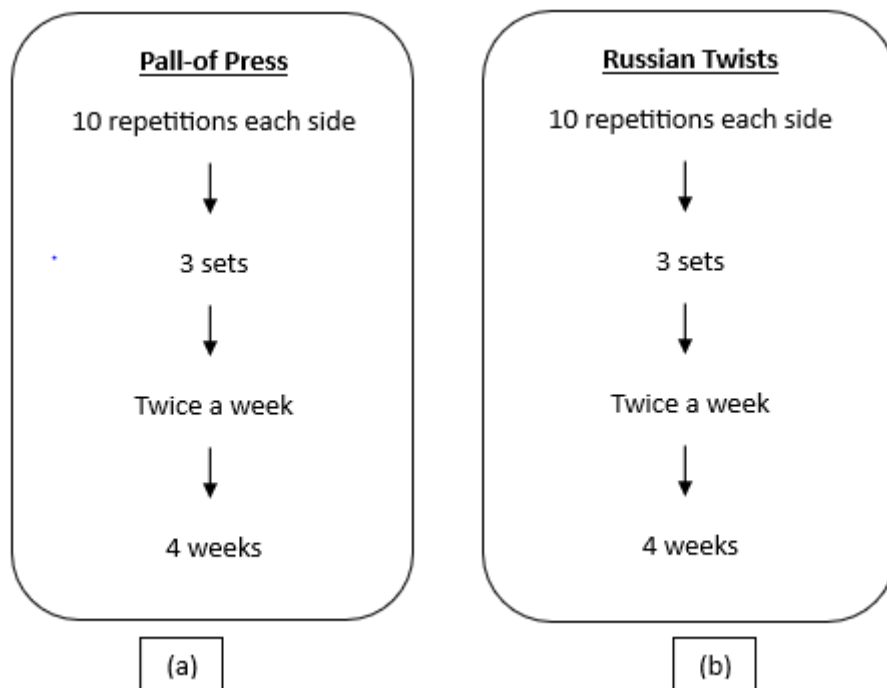 Pall-of Press
10 repetitions each side
3 sets
Twice a week
4 weeks
(a)
Russian Twists
10 repetitions each side
3 sets
Twice a week
4 weeks
(b)